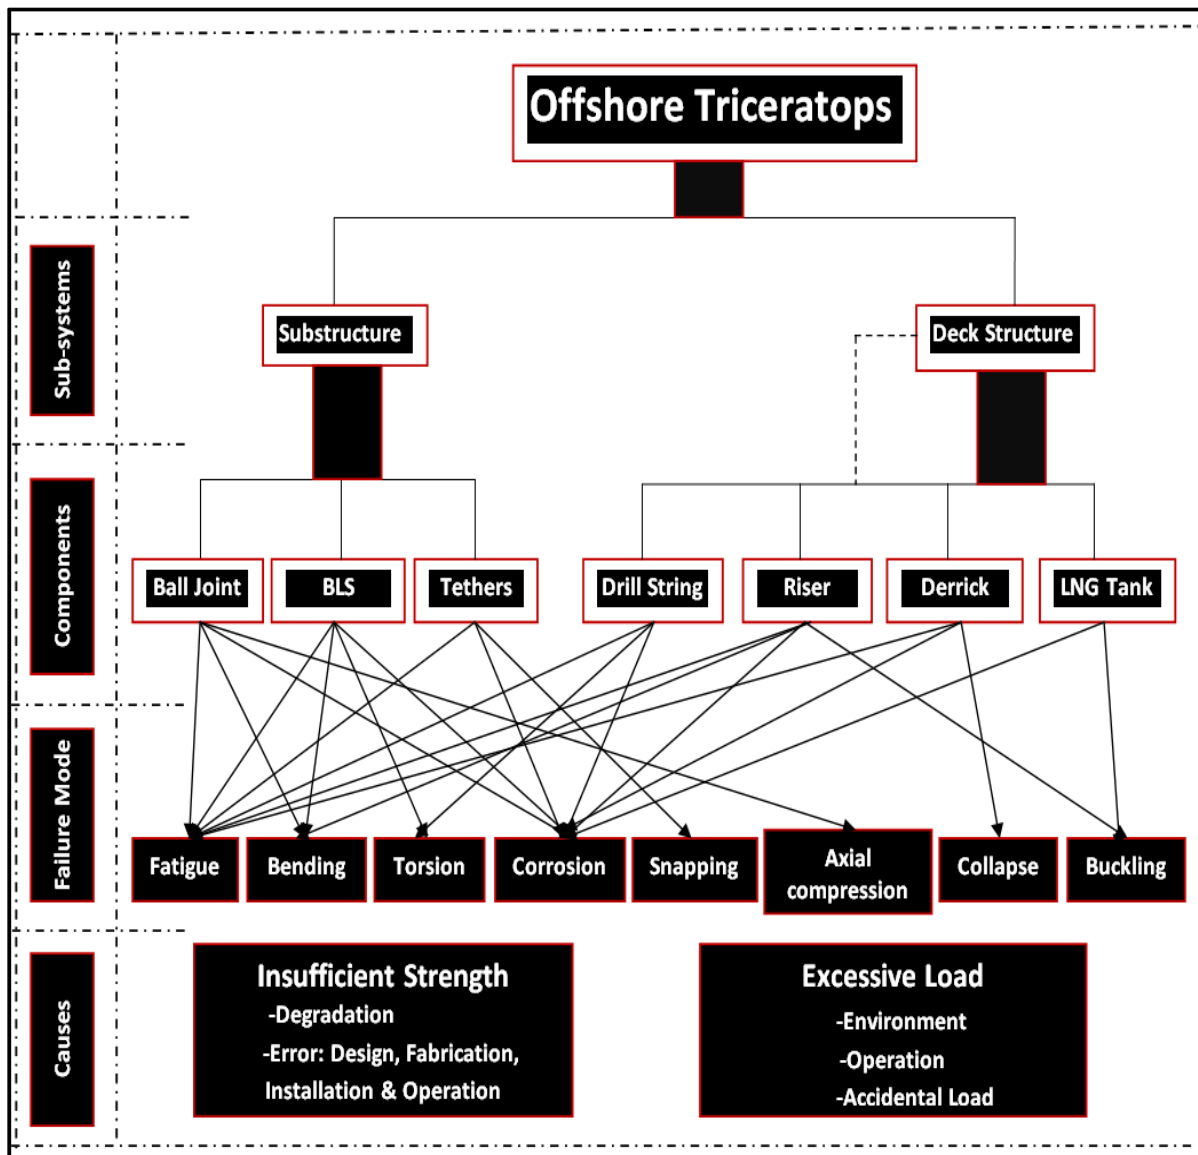 Offshore Triceratops
Sub-systems
Substructure
Deck Structure
Components
Ball Joint
BLS
Tethers
Drill String
Riser
Derrick
LNG Tank
Failure Mode
Fatigue
Bending
Torsion
Corrosion
Snapping
Axial
compression
Collapse
Buckling
Causes
Insufficient Strength
-Degradation
-Error: Design, Fabrication,
Installation & Operation
Excessive Load
-Environment
-Operation
-Accidental Load